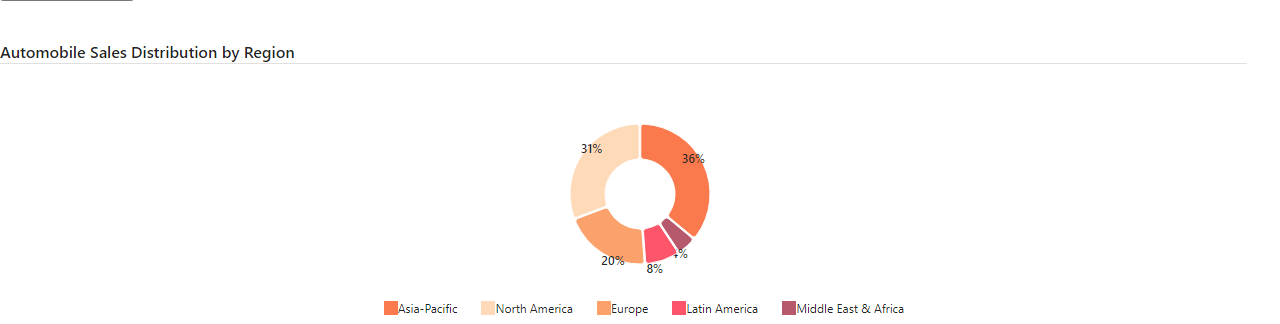 Automobile Sales Distribution by Region
31%
36%
20%
8%
Asia-Pacific North America Europe Latin America Middle East & Africa